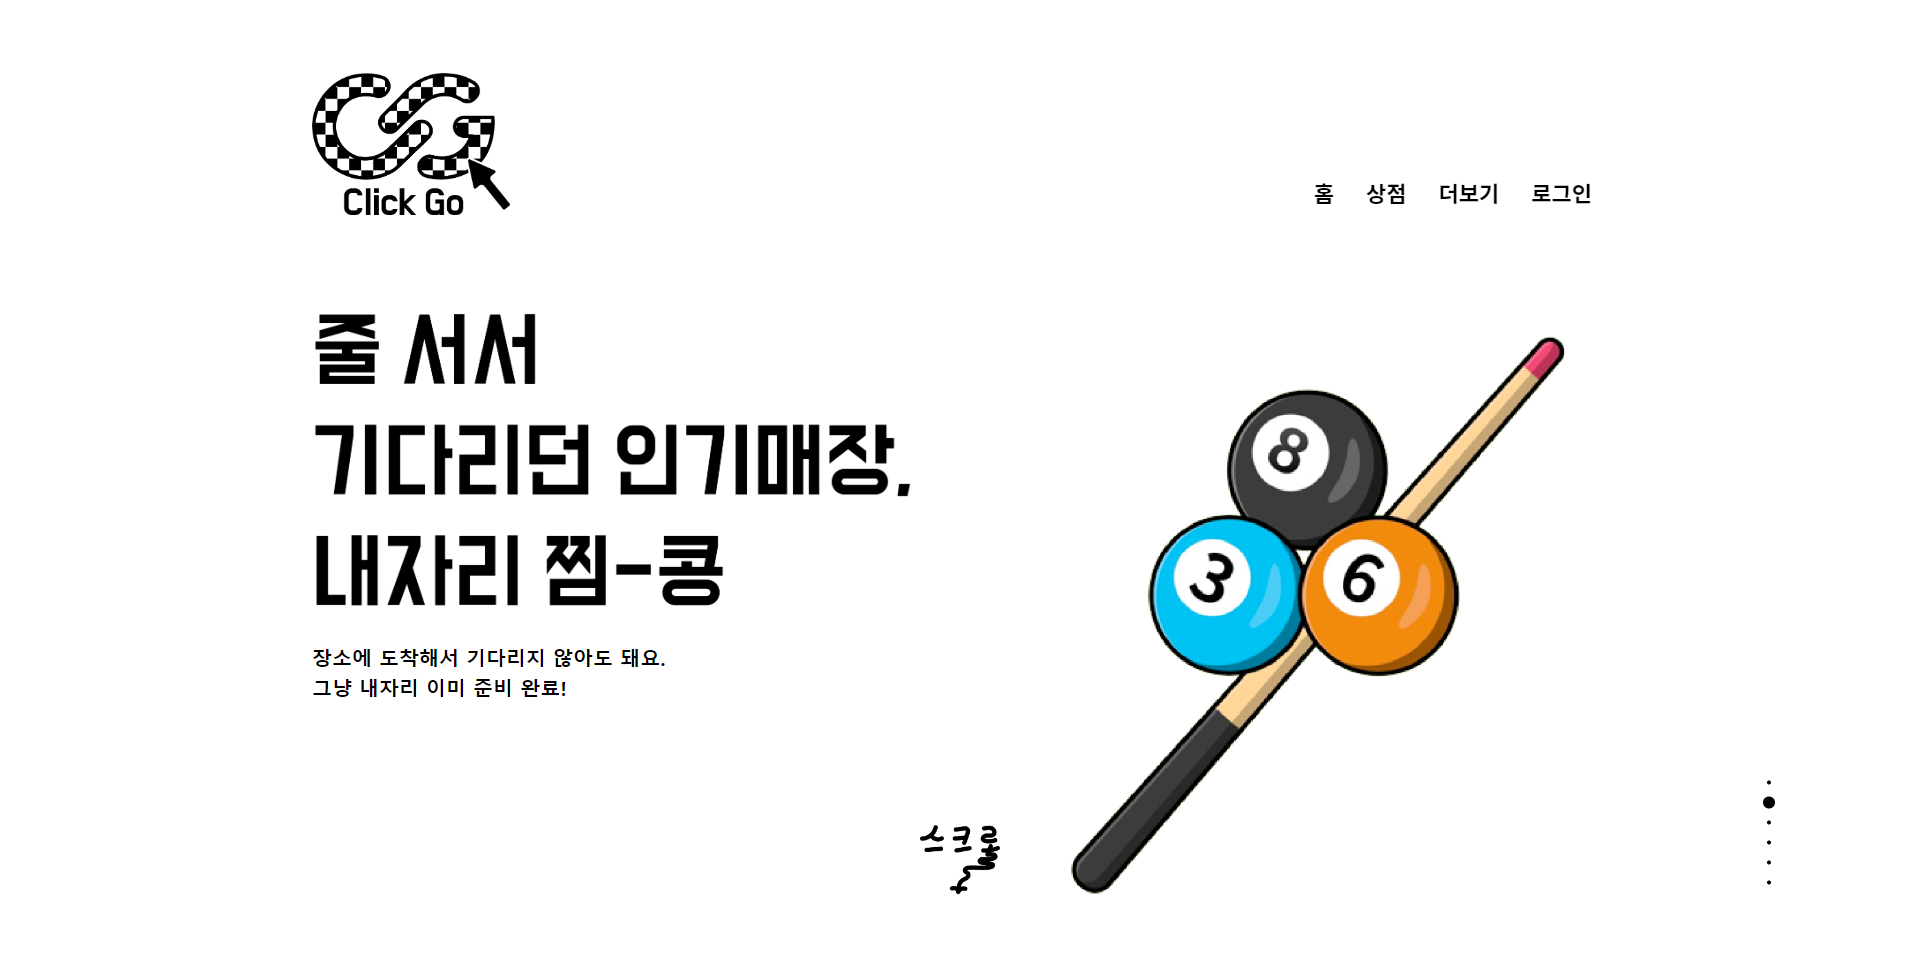 CG
Click Go
홈 상점 더보기 로그인
줄 서서
기다리던 인기매장,
내자리 찜-콩
장소에 도착해서 기다리지 않아도 돼요.
그냥 내자리 이미 준비 완료!
8
3 6
스크롤